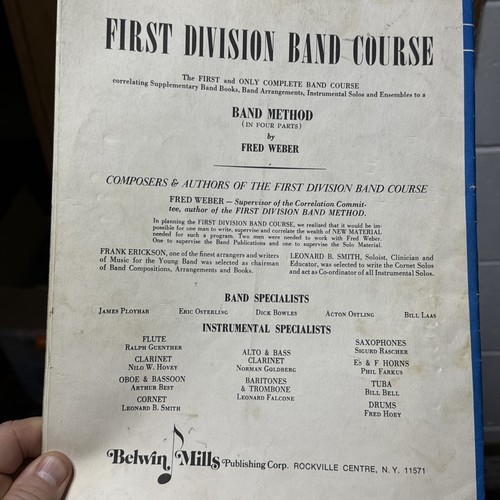 FIRST DIVISION BAND COURSE
The FIRST and ONLY COMPLETE BAND COURSE
correlating Supplementary Band Books, Band Arrangements, Instrumental Solos and Ensembles to a
BAND METHOD
(IN FOUR PARTS)
by
FRED WEBER
COMPOSERS & AUTHORS OF THE FIRST DIVISION BAND COURSE
FRED WEBER — Supervisor of the Correlation Commit-
tee, author of the FIRST DIVISION BAND METHOD.
In planning the FIRST DIVISION BAND COURSE, we realised that it would be im-
possible for one man to write, supervise and correlate the wealth of NEW MATERIAL
needed for such a program. Two men were needed to work with Fred Weber.
One to supervise the Band Publications and one to supervise the Solo Material.
FRANK ERICKSON, one of the finest arrangers and writers
of Music for the Young Band was selected as chairman
of Band Compositions, Arrangements and Books.
LEONARD B. SMITH, Soloist, Clinician and
Educator, was selected to write the Cornet Solos
and act as Co-ordinator of all Instrumental Solos.
BAND SPECIALISTS
JAMES PLOYHAR ERIC OSTERLING DICK BOWLES ACTON OSTLING BILL LAAS
INSTRUMENTAL SPECIALISTS
FLUTE
RALPH GUENTHER
CLARINET
NILO W. HOVEY
OBOE & BASSOON
ARTHUR BEST
CORNET
LEONARD B. SMITH
ALTO & BASS
CLARINET
NORMAN GOLDBERG
BARITONES
& TROMBONE
LEONARD FALCONE
SAXOPHONES
SIGURD RASCHER
E♭ & F HORNS
PHIL FARKUS
TUBA
BILL BELL
DRUMS
FRED HOEY
Belwin Mills Publishing Corp. ROCKVILLE CENTRE, N. Y. 11571